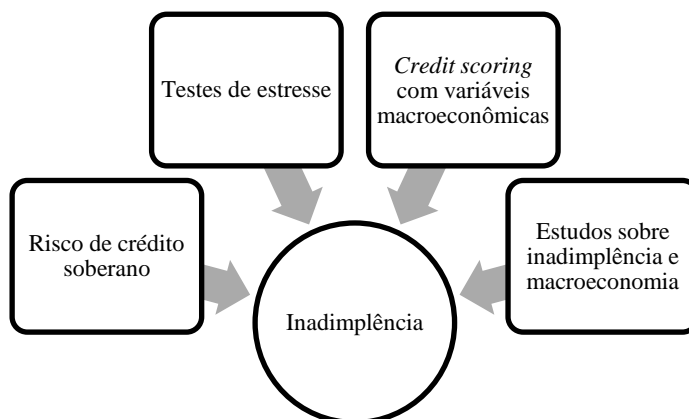 Testes de estresse
Credit scoring
com variáveis
macroeconômicas
Risco de crédito
soberano
Estudos sobre
inadimplência e
macroeconomia
Inadimplência